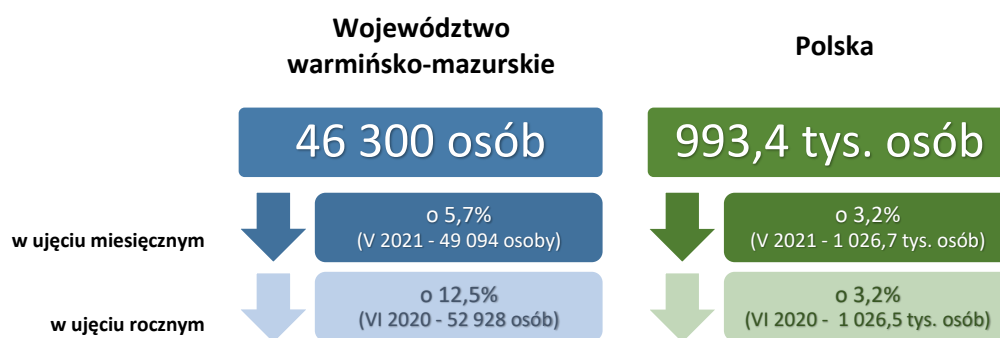 Województwo
warmińsko-mazurskie
Polska
46 300 osób
993,4 tys. osób
w ujęciu miesięcznym
o 5,7%
(V 2021 - 49 094 osoby)
o 3,2%
(V 2021 - 1 026,7 tys. osób)
w ujęciu rocznym
o 12,5%
(VI 2020 - 52 928 osób)
o 3,2%
(VI 2020 -  1 026,5 tys. osób)